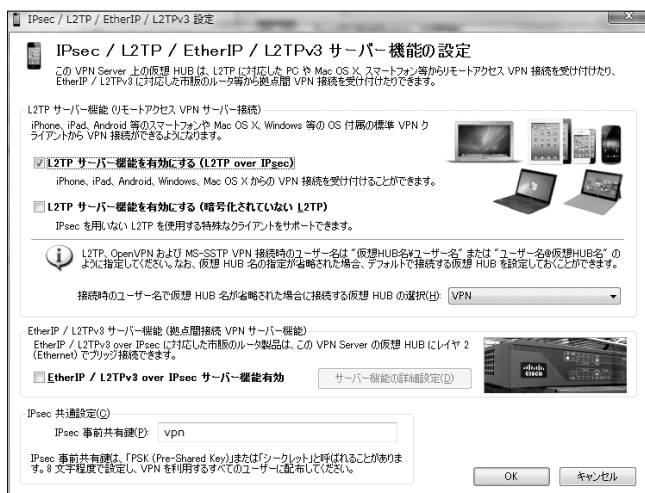 IPsec / L2TP / EtherIP / L2TPv3 設定
IPsec / L2TP / EtherIP / L2TPv3 サーバー機能の設定
この VPN Server 上の仮想 HUB は、L2TP に対応した PC や Mac OS X、スマートフォン等からリモートアクセス VPN 接続を受け付けたり、
EtherIP / L2TPv3 に対応した市販のルータ等から拠点間 VPN 接続を受け付けたりできます。
L2TP サーバー機能 (リモートアクセス VPN サーバー接続)
iPhone、iPad、Android 等のスマートフォンや Mac OS X、Windows 等の OS 付属の標準 VPN ク
ライアントから VPN 接続ができるようになります。
L2TP サーバー機能を有効にする (L2TP over IPsec)
iPhone、iPad、Android、Windows、Mac OS X からの VPN 接続を受け付けることができます。
L2TP サーバー機能を有効にする (暗号化されていない L2TP)
IPsec を用いない L2TP を使用する特殊なクライアントをサポートできます。
L2TP、OpenVPN および MS-SSTP VPN 接続時のユーザー名は "仮想HUB名¥ユーザー名" または "ユーザー名@仮想HUB名" の
ように指定してください。なお、仮想 HUB 名の指定が省略された場合、デフォルトで接続する仮想 HUB を設定しておくことができます。
接続時のユーザー名で仮想 HUB 名が省略された場合に接続する仮想 HUB の選択(H): VPN
EtherIP / L2TPv3 サーバー機能 (拠点間接続 VPN サーバー機能)
EtherIP / L2TPv3 over IPsec に対応した市販のルータ製品は、この VPN Server の仮想 HUB にレイヤ 2
(Ethernet) でブリッジ接続できます。
EtherIP / L2TPv3 over IPsec サーバー機能有効
サーバー機能の詳細設定(D)
CISCO
IPsec 共通設定(C)
IPsec 事前共有鍵(P): vpn
IPsec 事前共有鍵は、「PSK (Pre-Shared Key)」または「シークレット」と呼ばれることがありま
す。8 文字程度で設定し、VPN を利用するすべてのユーザーに配布してください。
OK
キャンセル